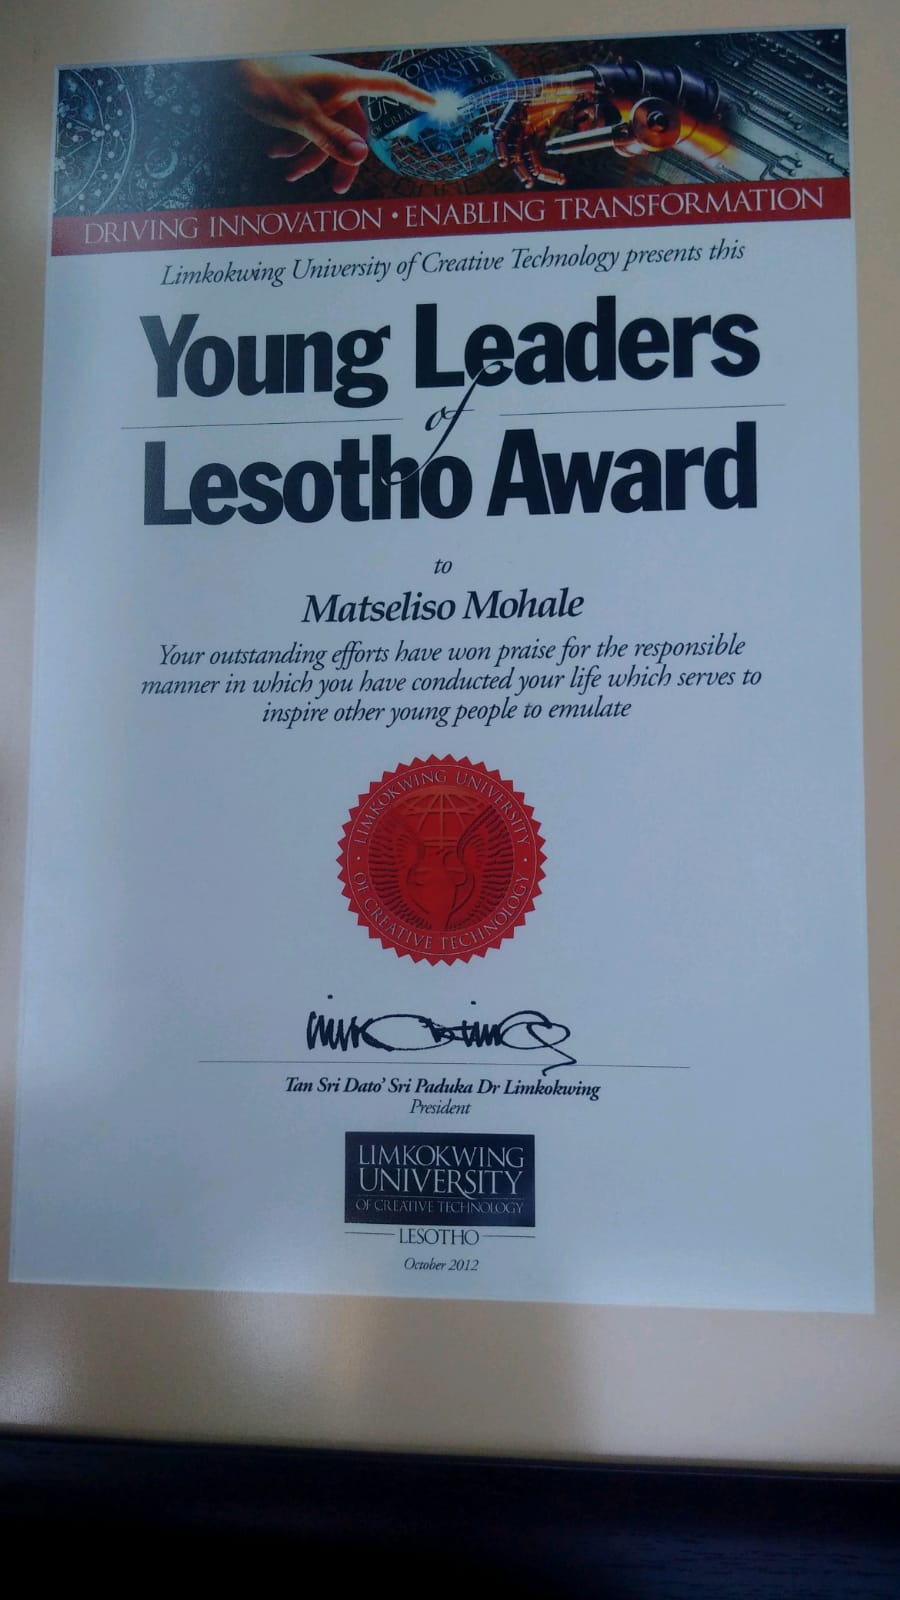 DRIVING INNOVATION • ENABLING TRANSFORMATION
Limkokwing University of Creative Technology presents this
Young Leaders
of
Lesotho Award
to
Matseliso Mohale
Your outstanding efforts have won praise for the responsible
manner in which you have conducted your life which serves to
inspire other young people to emulate
LIMKOKWING UNIVERSITY
• OF CREATIVE TECHNOLOGY •
Tan Sri Dato' Sri Paduka Dr Limkokwing
President
LIMKOKWING
UNIVERSITY
OF CREATIVE TECHNOLOGY
LESOTHO
October 2012